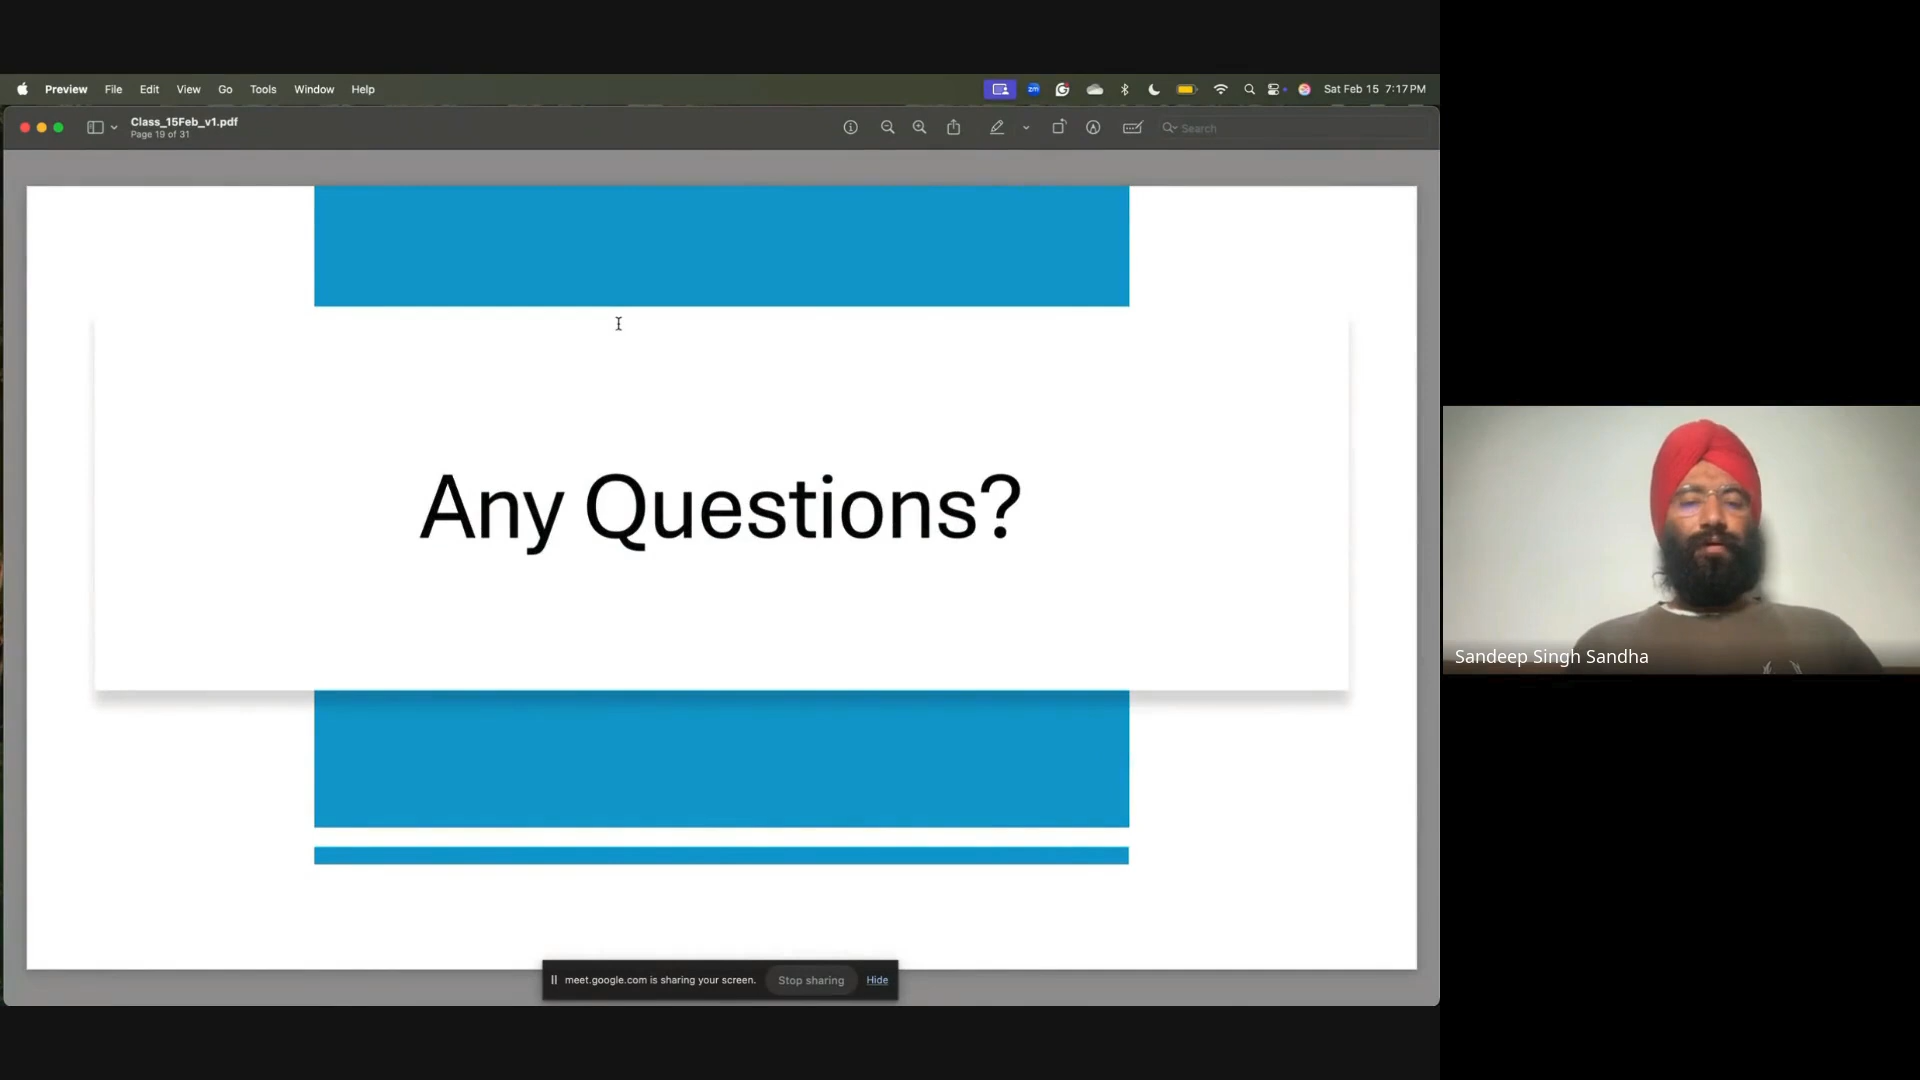 Preview File Edit View Go Tools Window Help
zm
Sat Feb 15 7:17 PM
Class_15Feb_v1.pdf
Page 19 of 31
Search
Any Questions?
Sandeep Singh Sandha
meet.google.com is sharing your screen. Stop sharing Hide